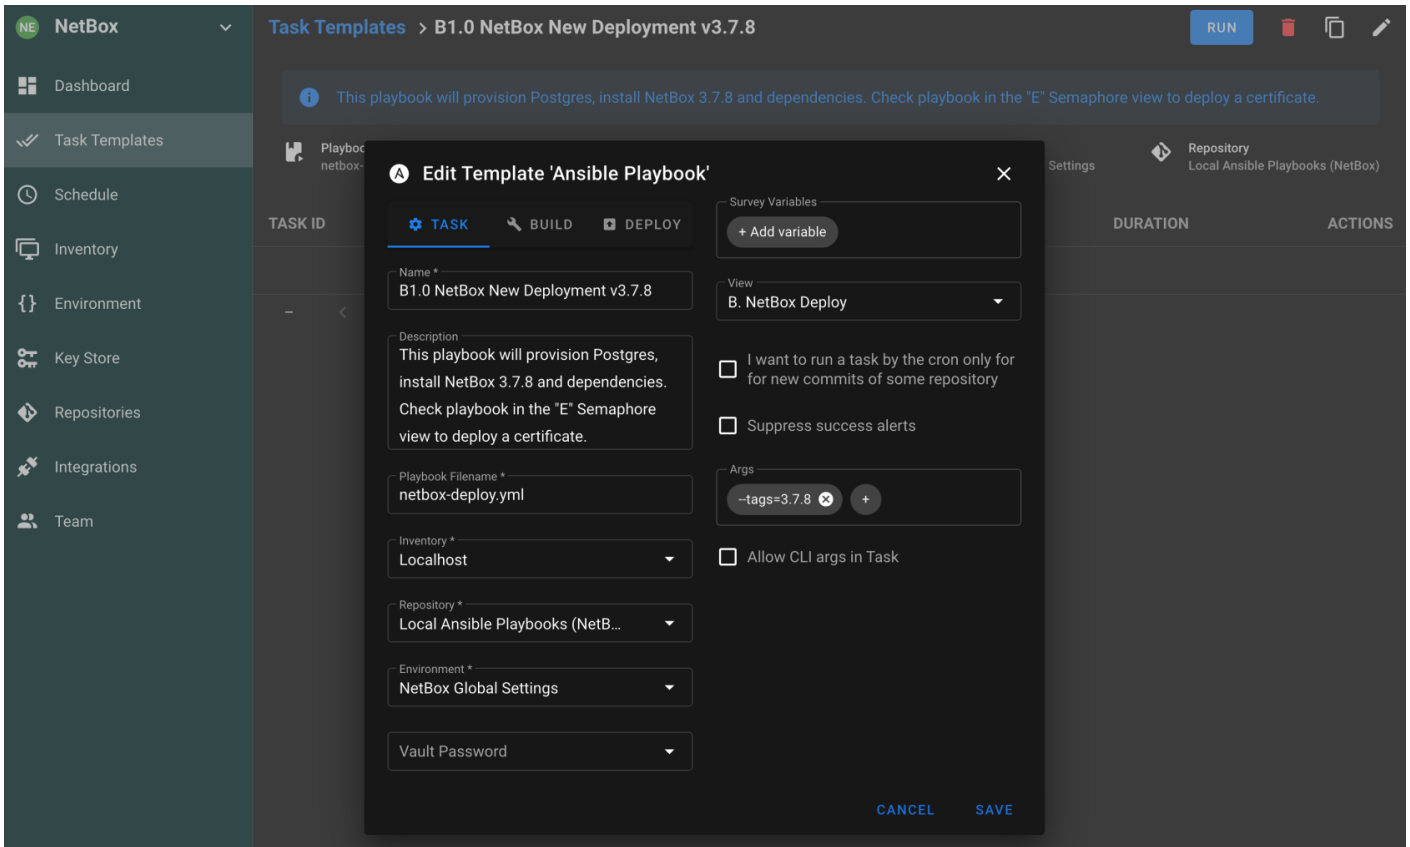 NE NetBox
Task Templates > B1.0 NetBox New Deployment v3.7.8
RUN
Dashboard
Task Templates
Schedule
Inventory
Environment
Key Store
Repositories
Integrations
Team
This playbook will provision Postgres, install NetBox 3.7.8 and dependencies. Check playbook in the "E" Semaphore view to deploy a certificate.
Playboo
netbox-
Settings
Repository
Local Ansible Playbooks (NetBox)
TASK ID
DURATION
ACTIONS
A Edit Template 'Ansible Playbook'
TASK
BUILD
DEPLOY
Name *
B1.0 NetBox New Deployment v3.7.8
Description
This playbook will provision Postgres,
install NetBox 3.7.8 and dependencies.
Check playbook in the "E" Semaphore
view to deploy a certificate.
Playbook Filename *
netbox-deploy.yml
Inventory *
Localhost
Repository *
Local Ansible Playbooks (NetB...
Environment *
NetBox Global Settings
Vault Password
Survey Variables
+ Add variable
View
B. NetBox Deploy
I want to run a task by the cron only for
for new commits of some repository
Suppress success alerts
Args
--tags=3.7.8
+
Allow CLI args in Task
CANCEL
SAVE